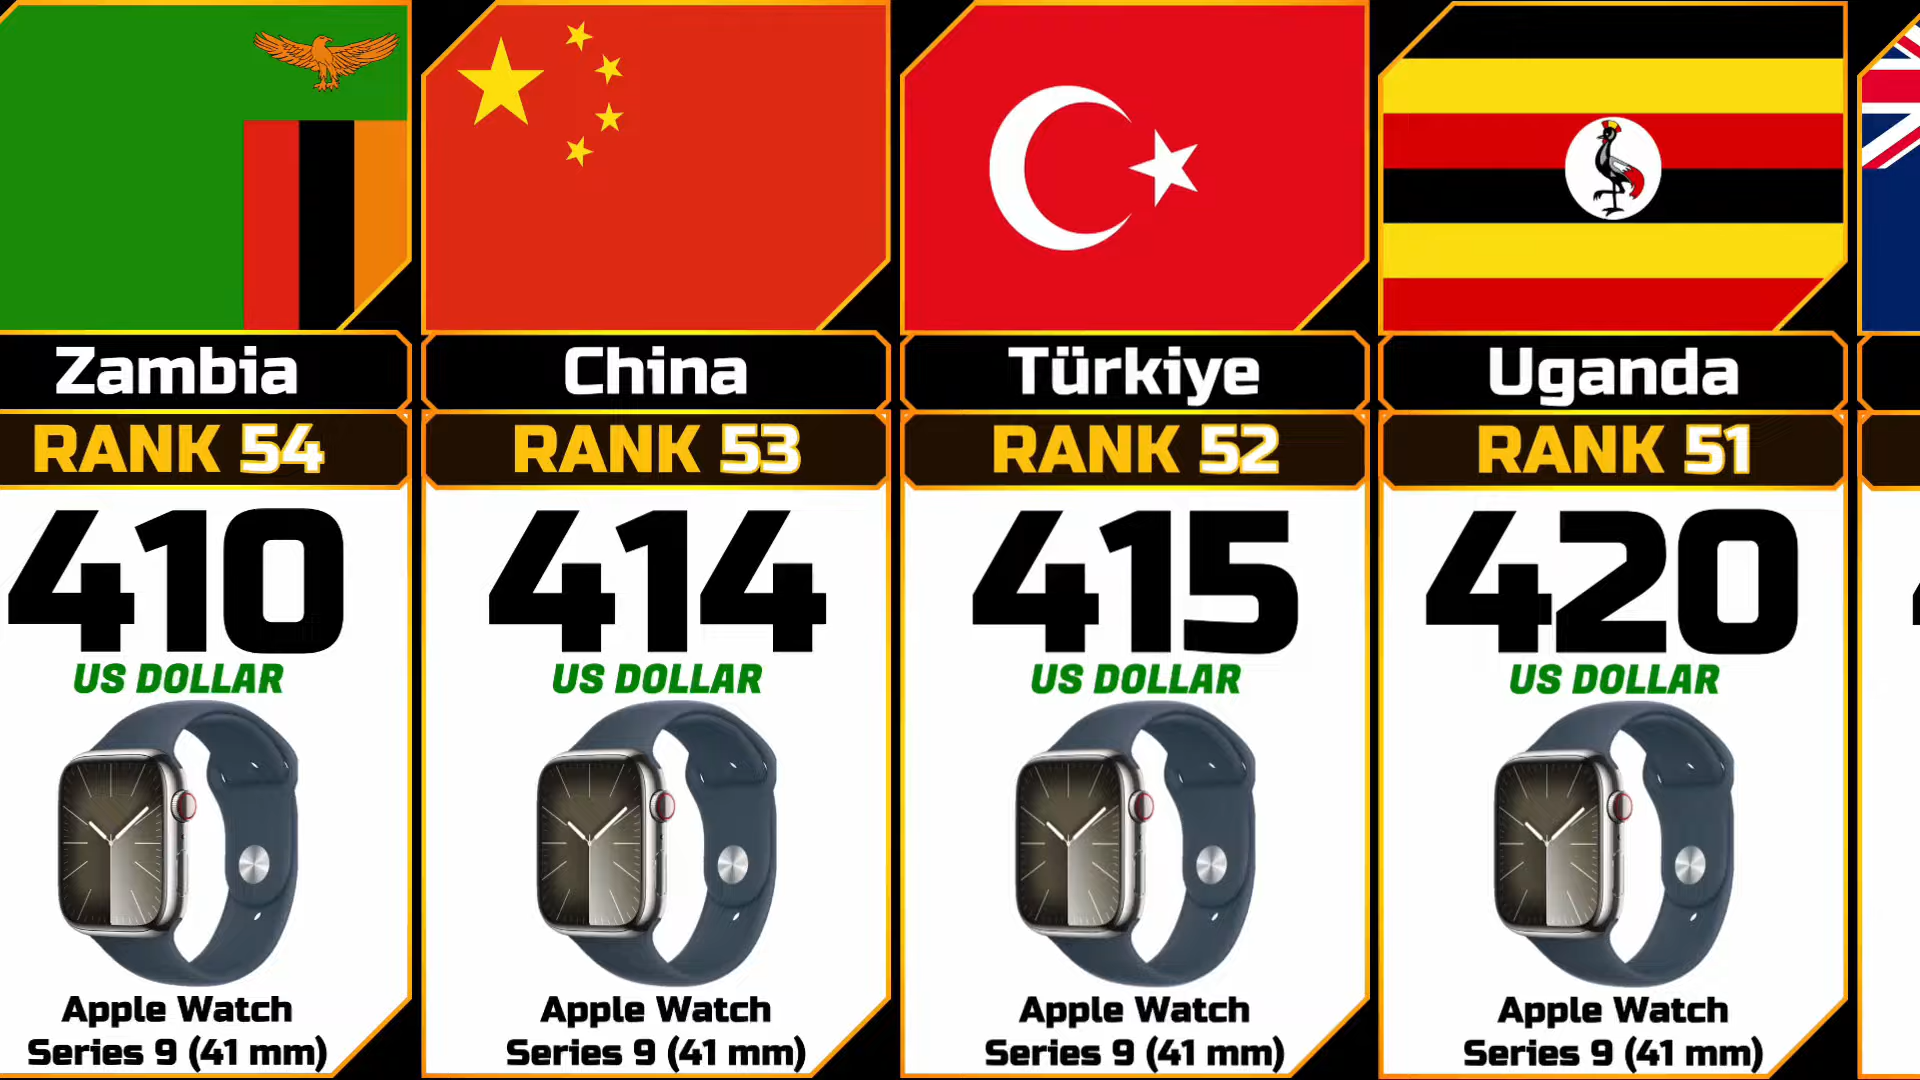 Zambia
RANK 54
410
US DOLLAR
Apple Watch
Series 9 (41 mm)
China
RANK 53
414
US DOLLAR
Apple Watch
Series 9 (41 mm)
Türkiye
RANK 52
415
US DOLLAR
Apple Watch
Series 9 (41 mm)
Uganda
RANK 51
420
US DOLLAR
Apple Watch
Series 9 (41 mm)